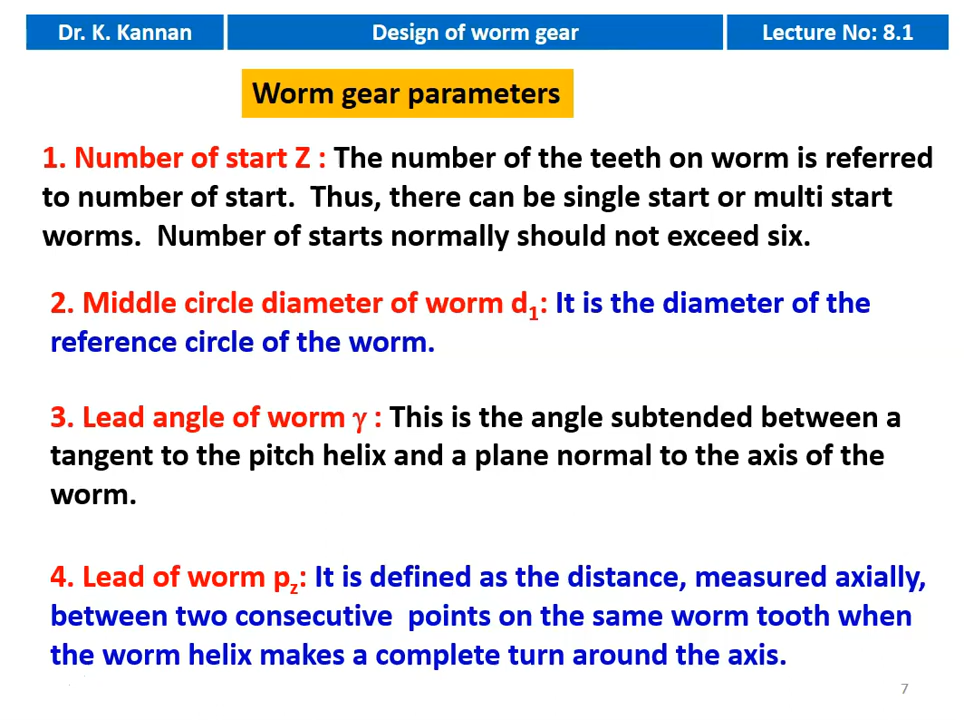 Dr. K. Kannan Design of worm gear Lecture No: 8.1
Worm gear parameters
1. Number of start Z : The number of the teeth on worm is referred
to number of start. Thus, there can be single start or multi start
worms. Number of starts normally should not exceed six.
2. Middle circle diameter of worm d1: It is the diameter of the
reference circle of the worm.
3. Lead angle of worm γ : This is the angle subtended between a
tangent to the pitch helix and a plane normal to the axis of the
worm.
4. Lead of worm pz: It is defined as the distance, measured axially,
between two consecutive points on the same worm tooth when
the worm helix makes a complete turn around the axis.
7